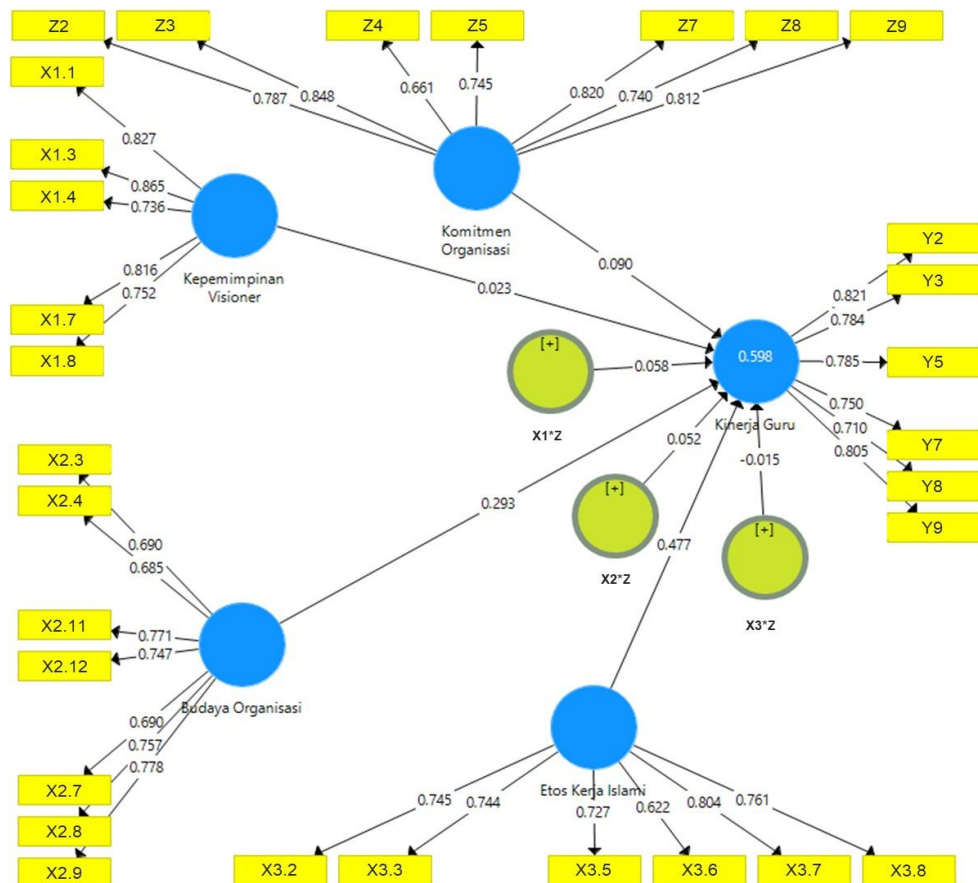 Z2
Z3
Z4
Z5
Z7
Z8
Z9
X1.1
0.787
0.848
0.661
0.745
0.820
0.740
0.812
0.827
X1.3
0.865
X1.4
0.736
Komitmen
Organisasi
Kepemimpinan
Visioner
0.816
0.752
X1.7
X1.8
0.023
0.090
Y2
Y3
0.821
0.784
[+]
0.058
X1*Z
0.598
Kinerja Guru
0.785
Y5
0.750
0.710
0.805
Y7
Y8
Y9
X2.3
X2.4
0.690
0.685
0.293
0.052
[+]
X2*Z
0.477
-0.015
[+]
X3*Z
X2.11
0.771
X2.12
0.747
Budaya Organisasi
0.690
0.757
0.778
X2.7
X2.8
X2.9
Etos Kerja Islami
0.745
0.744
0.727
0.622
0.804
0.761
X3.2
X3.3
X3.5
X3.6
X3.7
X3.8